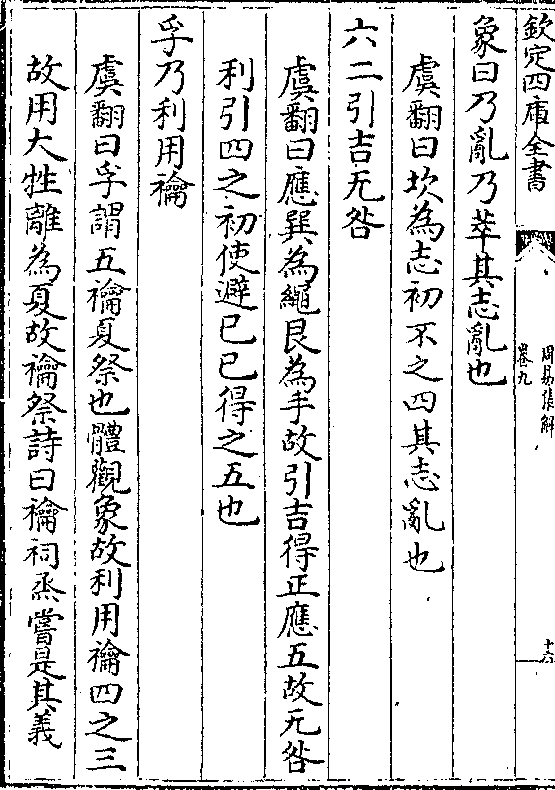 欽定四庫全書
周易集解
卷九
十六
象曰乃亂乃萃其志亂也
虞翻曰坎為志初不之四其志亂也
六二引吉无咎
虞翻曰應巽為繩艮為手故引吉得正應五故无咎
利引四之初使避已已得之五也
孚乃利用禴
虞翻曰孚謂五禴夏祭也體觀象故利用禴四之三
故用大牲離為夏故禴祭詩曰禴祠烝嘗是其義